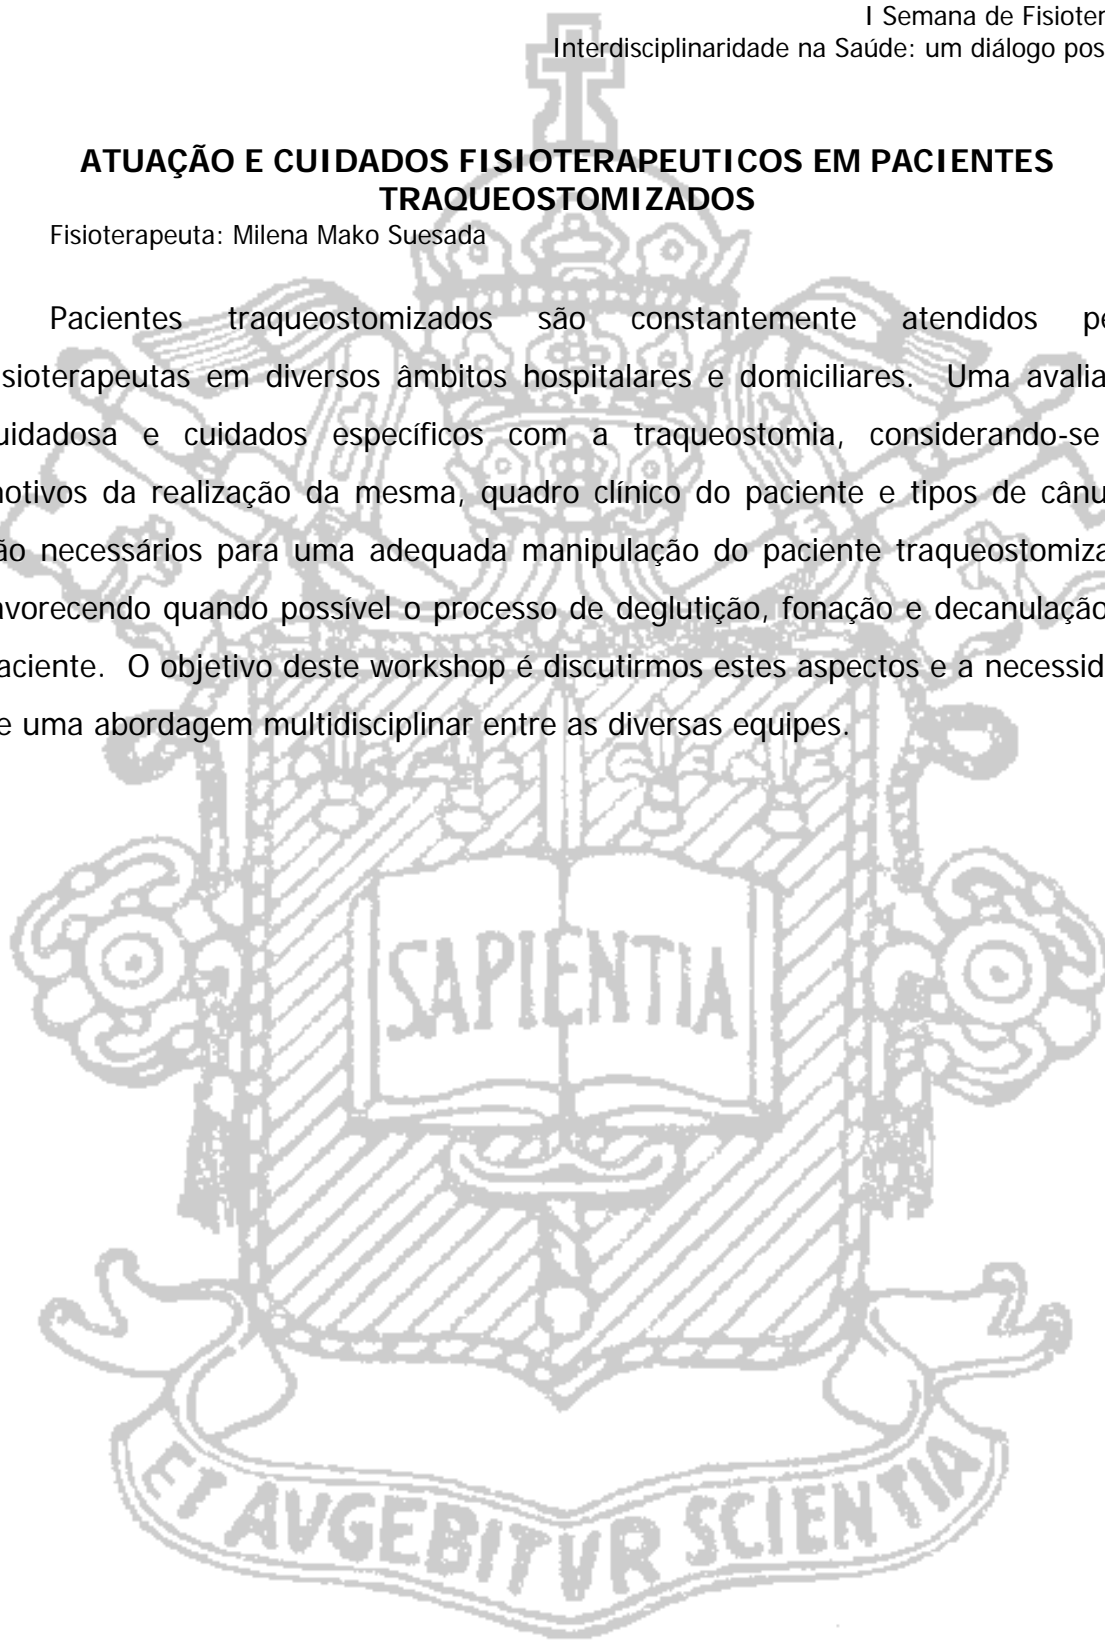 I Semana de Fisioter
Interdisciplinaridade na Saúde: um diálogo pos
ATUAÇÃO E CUIDADOS FISIOTERAPEUTICOS EM PACIENTES
TRAQUEOSTOMIZADOS
Fisioterapeuta: Milena Mako Suesada
Pacientes traqueostomizados são constantemente atendidos pe
sioterapeutas em diversos âmbitos hospitalares e domiciliares. Uma avalia
uidadosa e cuidados específicos com a traqueostomia, considerando-se
otivos da realização da mesma, quadro clínico do paciente e tipos de cânu
ão necessários para uma adequada manipulação do paciente traqueostomiza
avorecendo quando possível o processo de deglutição, fonação e decanulação
aciente. O objetivo deste workshop é discutirmos estes aspectos e a necessid
e uma abordagem multidisciplinar entre as diversas equipes.
SAPIENTIA
ET AVGEBITVR SCIENTIA